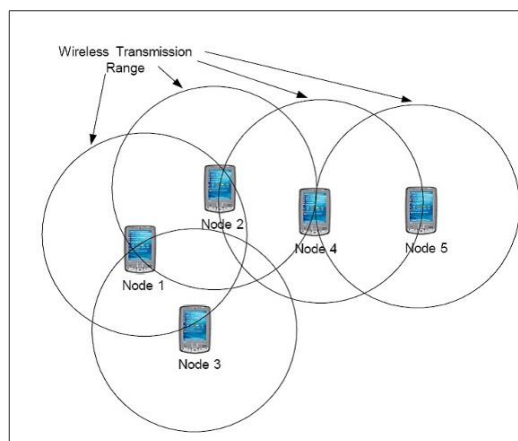 Wireless Transmission
Range
Node 2
Node 4
Node 5
Node 1
Node 3